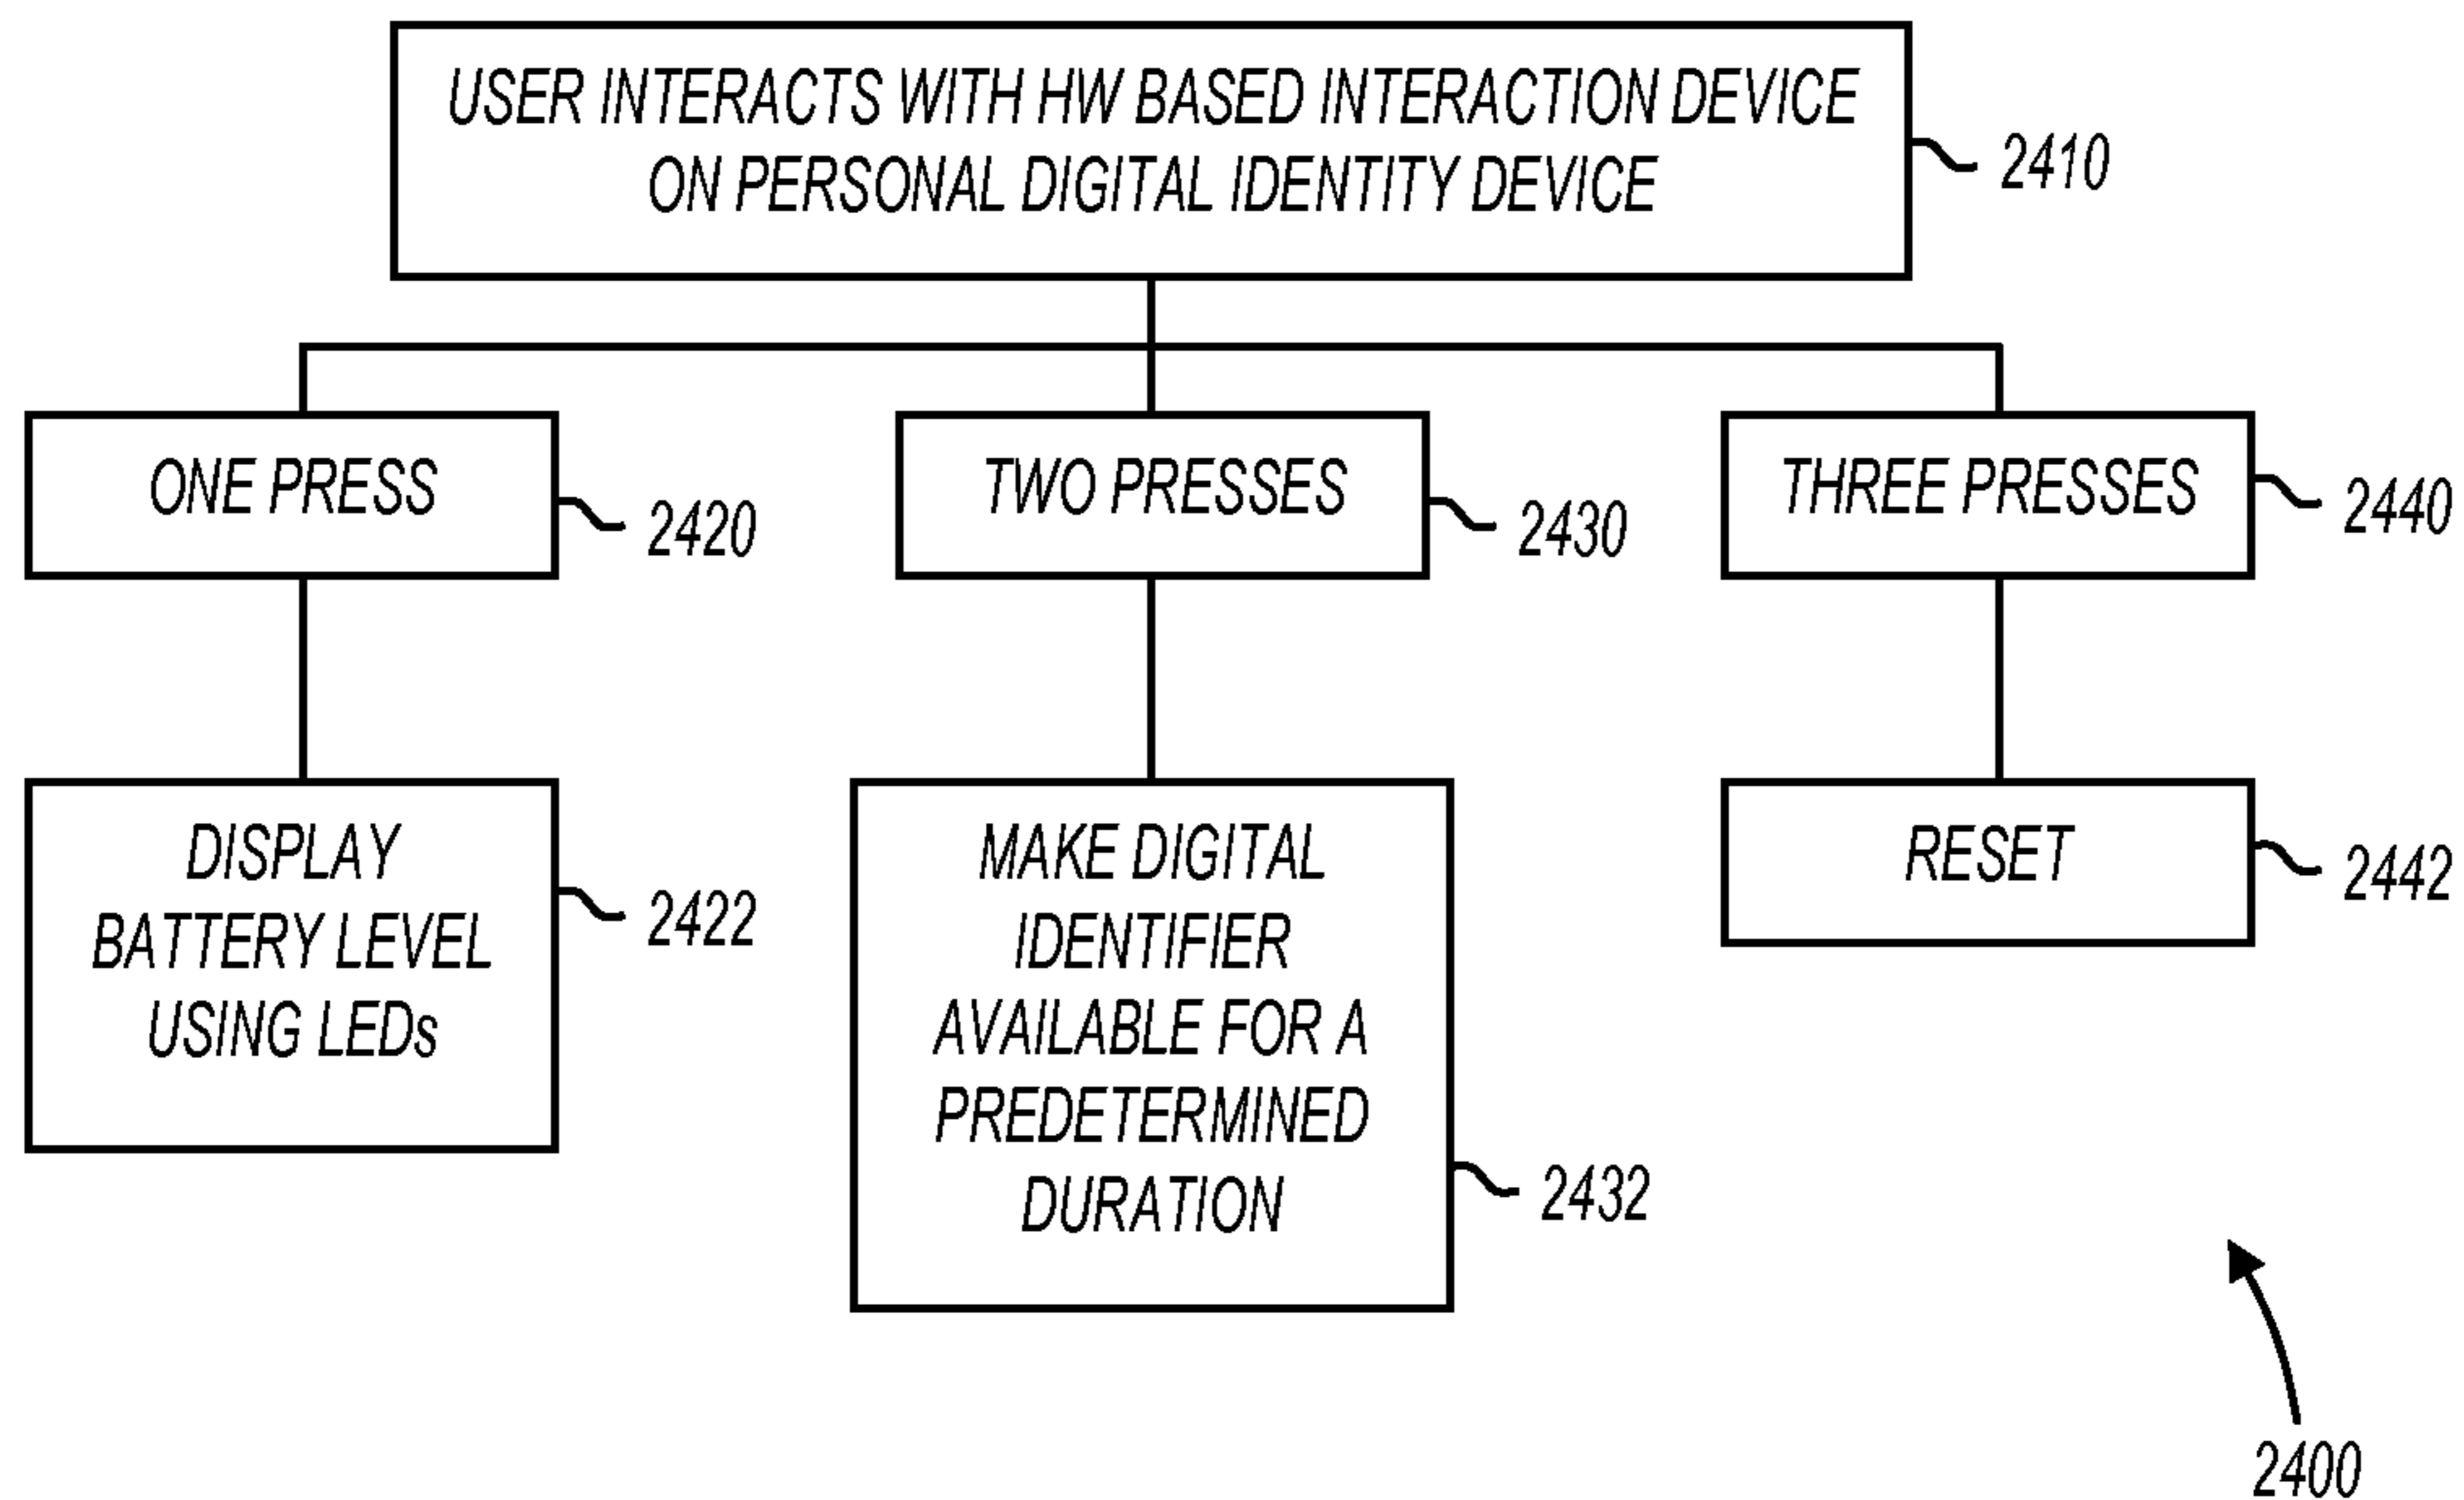 USER INTERACTS WITH HW BASED INTERACTION DEVICE
ON PERSONAL DIGITAL IDENTITY DEVICE
2410
ONE PRESS
2420
TWO PRESSES
2430
THREE PRESSES
2440
DISPLAY
BATTERY LEVEL
USING LEDs
2422
MAKE DIGITAL
IDENTIFIER
AVAILABLE FOR A
PREDETERMINED
DURATION
2432
RESET
2442
2400